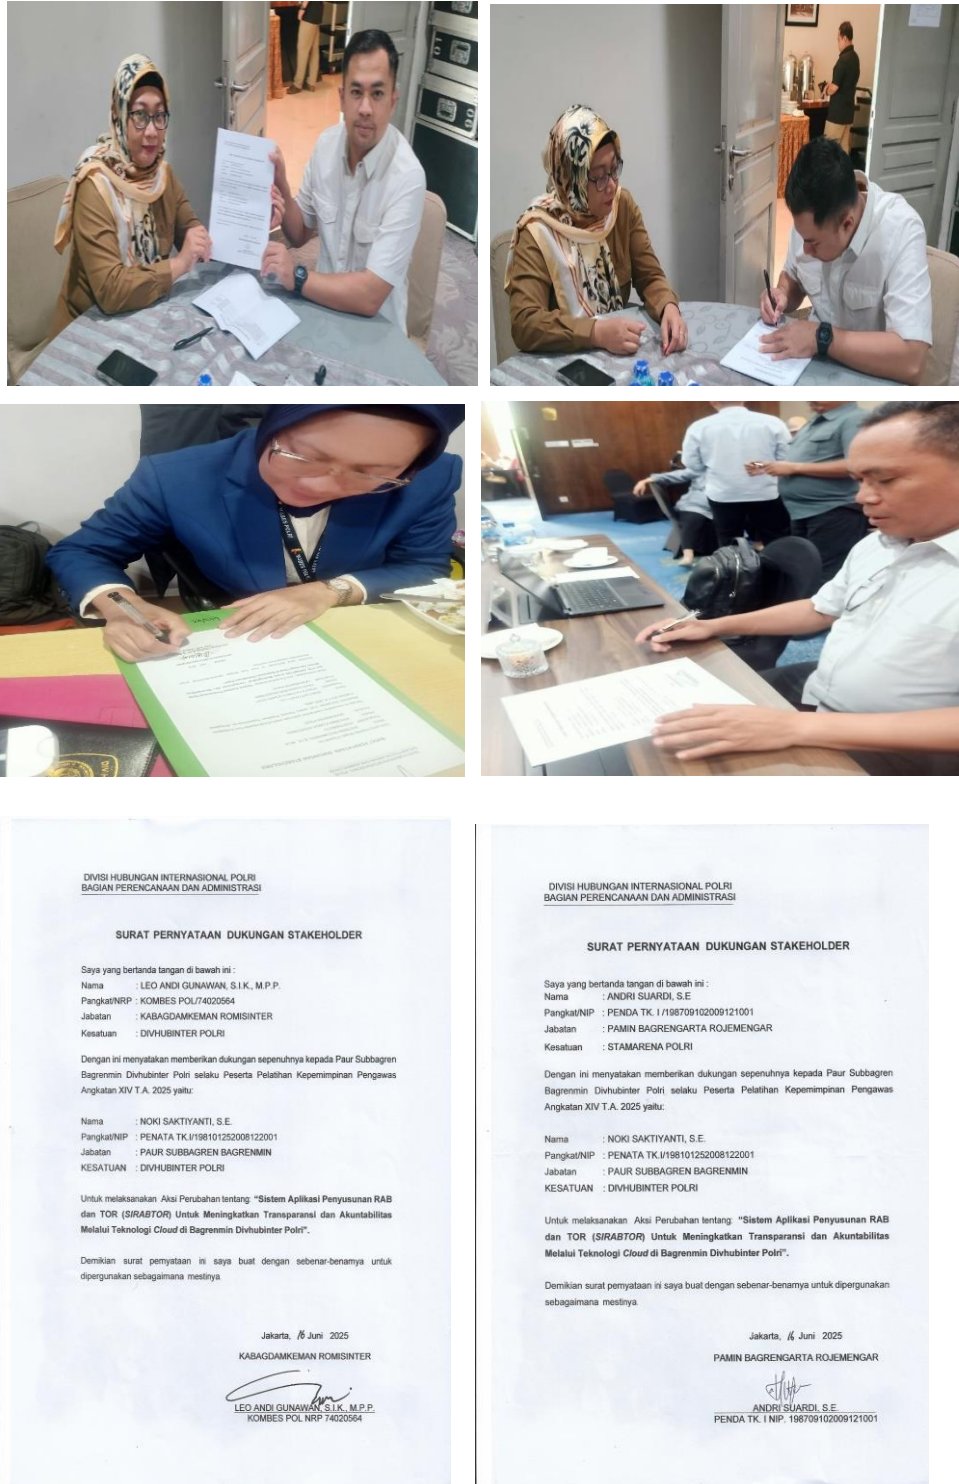 DIVISI HUBUNGAN INTERNASIONAL POLRI
BAGIAN PERENCANAAN DAN ADMINISTRASI
SURAT PERNYATAAN DUKUNGAN STAKEHOLDER
Saya yang bertanda tangan di bawah ini :
Nama : LEO ANDI GUNAWAN, S.I.K., M.P.P.
Pangkat/NRP : KOMBES POL/74020564
Jabatan : KABAGDAMKEMAN ROMISINTER
Kesatuan : DIVHUBINTER POLRI
Dengan ini menyatakan memberikan dukungan sepenuhnya kepada Paur Subbagren
Bagrenmin Divhubinter Polri selaku Peserta Pelatihan Kepemimpinan Pengawas
Angkatan XIV T.A. 2025 yaitu:
Nama : NOKI SAKTIYANTI, S.E.
Pangkat/NIP : PENATA TK.I/198101252008122001
Jabatan : PAUR SUBBAGREN BAGRENMIN
KESATUAN : DIVHUBINTER POLRI
Untuk melaksanakan Aksi Perubahan tentang: “Sistem Aplikasi Penyusunan RAB
dan TOR (SIRABTOR) Untuk Meningkatkan Transparansi dan Akuntabilitas
Melalui Teknologi Cloud di Bagrenmin Divhubinter Polri”.
Demikian surat pernyataan ini saya buat dengan sebenar-benarnya untuk
dipergunakan sebagaimana mestinya.
Jakarta, 16 Juni 2025
KABAGDAMKEMAN ROMISINTER
LEO ANDI GUNAWAN, S.I.K., M.P.P.
KOMBES POL NRP 74020564
DIVISI HUBUNGAN INTERNASIONAL POLRI
BAGIAN PERENCANAAN DAN ADMINISTRASI
SURAT PERNYATAAN DUKUNGAN STAKEHOLDER
Saya yang bertanda tangan di bawah ini :
Nama : ANDRI SUARDI, S.E
Pangkat/NIP : PENDA TK. I /198709102009121001
Jabatan : PAMIN BAGRENGARTA ROJEMENGAR
Kesatuan : STAMARENA POLRI
Dengan ini menyatakan memberikan dukungan sepenuhnya kepada Paur Subbagren
Bagrenmin Divhubinter Polri selaku Peserta Pelatihan Kepemimpinan Pengawas
Angkatan XIV T.A. 2025 yaitu:
Nama : NOKI SAKTIYANTI, S.E.
Pangkat/NIP : PENATA TK.I/198101252008122001
Jabatan : PAUR SUBBAGREN BAGRENMIN
KESATUAN : DIVHUBINTER POLRI
Untuk melaksanakan Aksi Perubahan tentang: “Sistem Aplikasi Penyusunan RAB
dan TOR (SIRABTOR) Untuk Meningkatkan Transparansi dan Akuntabilitas
Melalui Teknologi Cloud di Bagrenmin Divhubinter Polri”.
Demikian surat pernyataan ini saya buat dengan sebenar-benarnya untuk dipergunakan
sebagaimana mestinya.
Jakarta, 16 Juni 2025
PAMIN BAGRENGARTA ROJEMENGAR
ANDRI SUARDI, S.E.
PENDA TK. I NIP. 198709102009121001